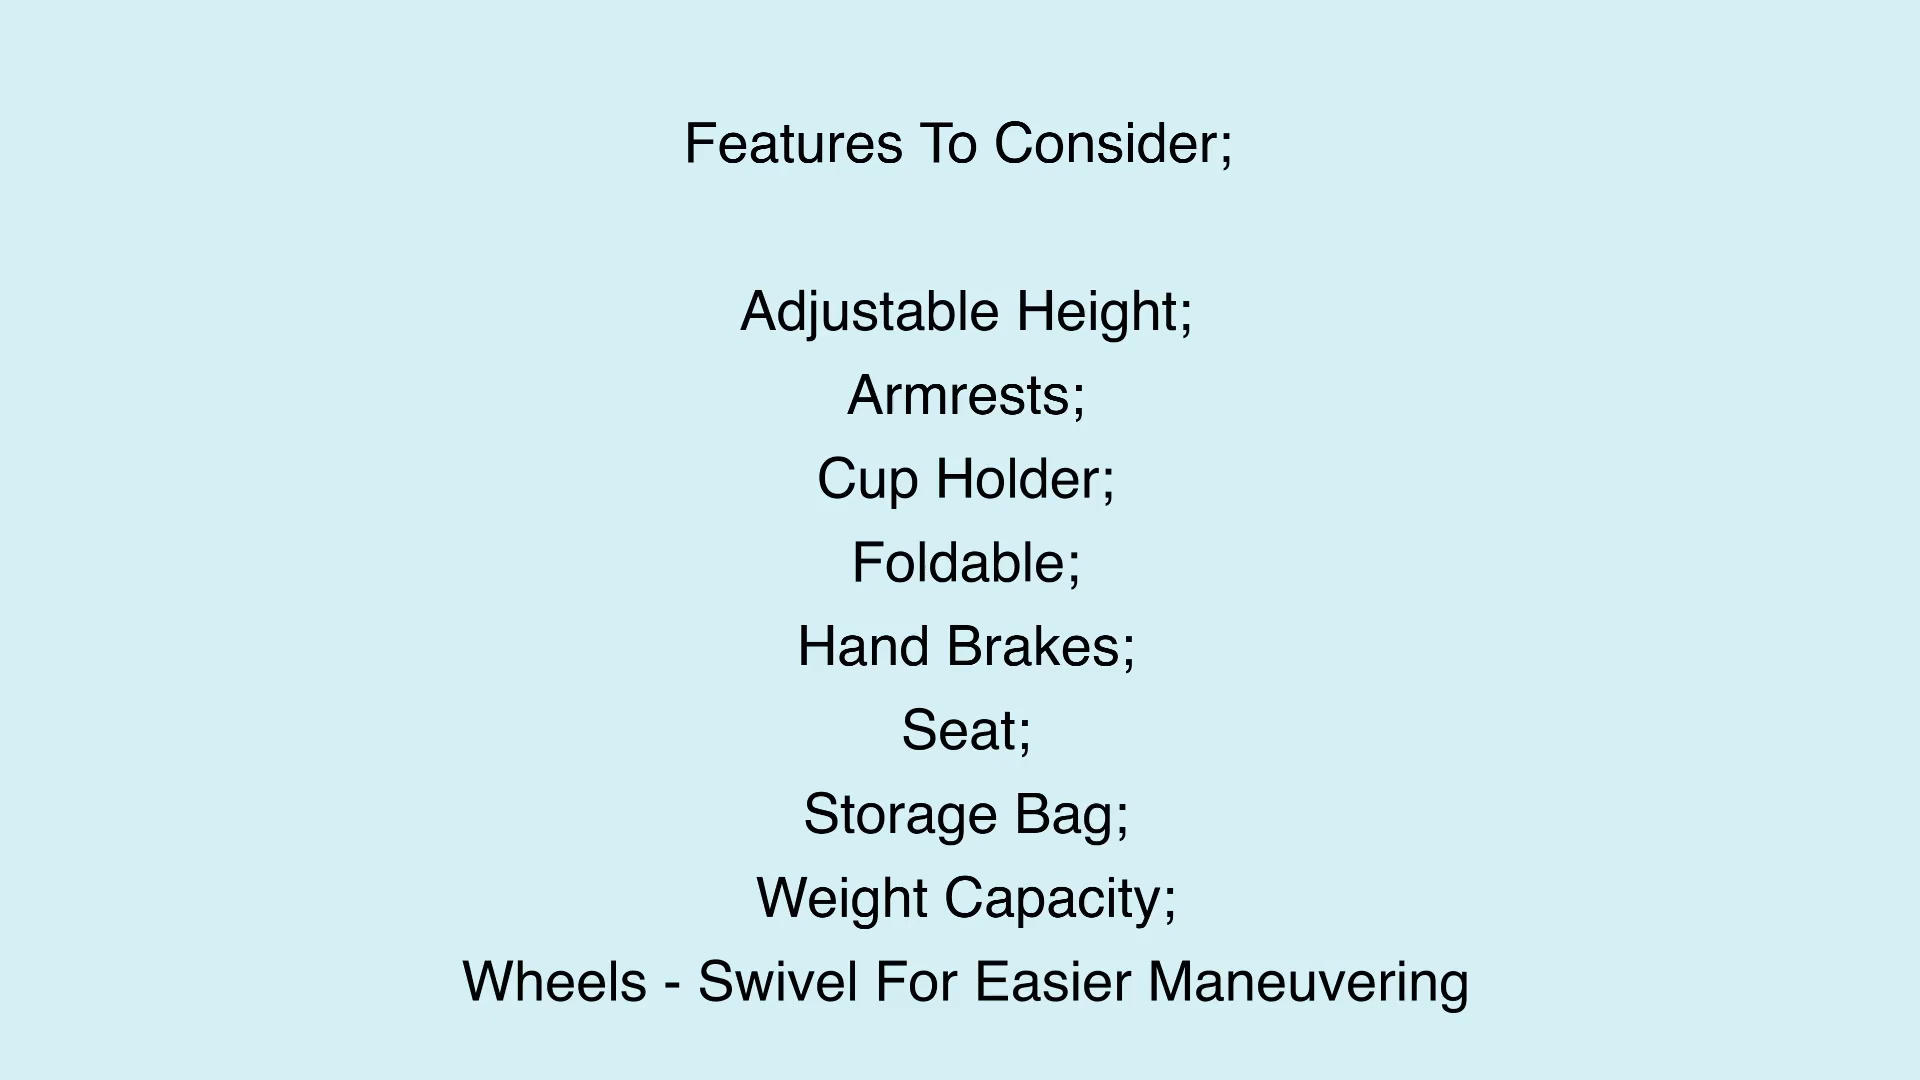 Features To Consider;
Adjustable Height;
Armrests;
Cup Holder;
Foldable;
Hand Brakes;
Seat;
Storage Bag;
Weight Capacity;
Wheels - Swivel For Easier Maneuvering